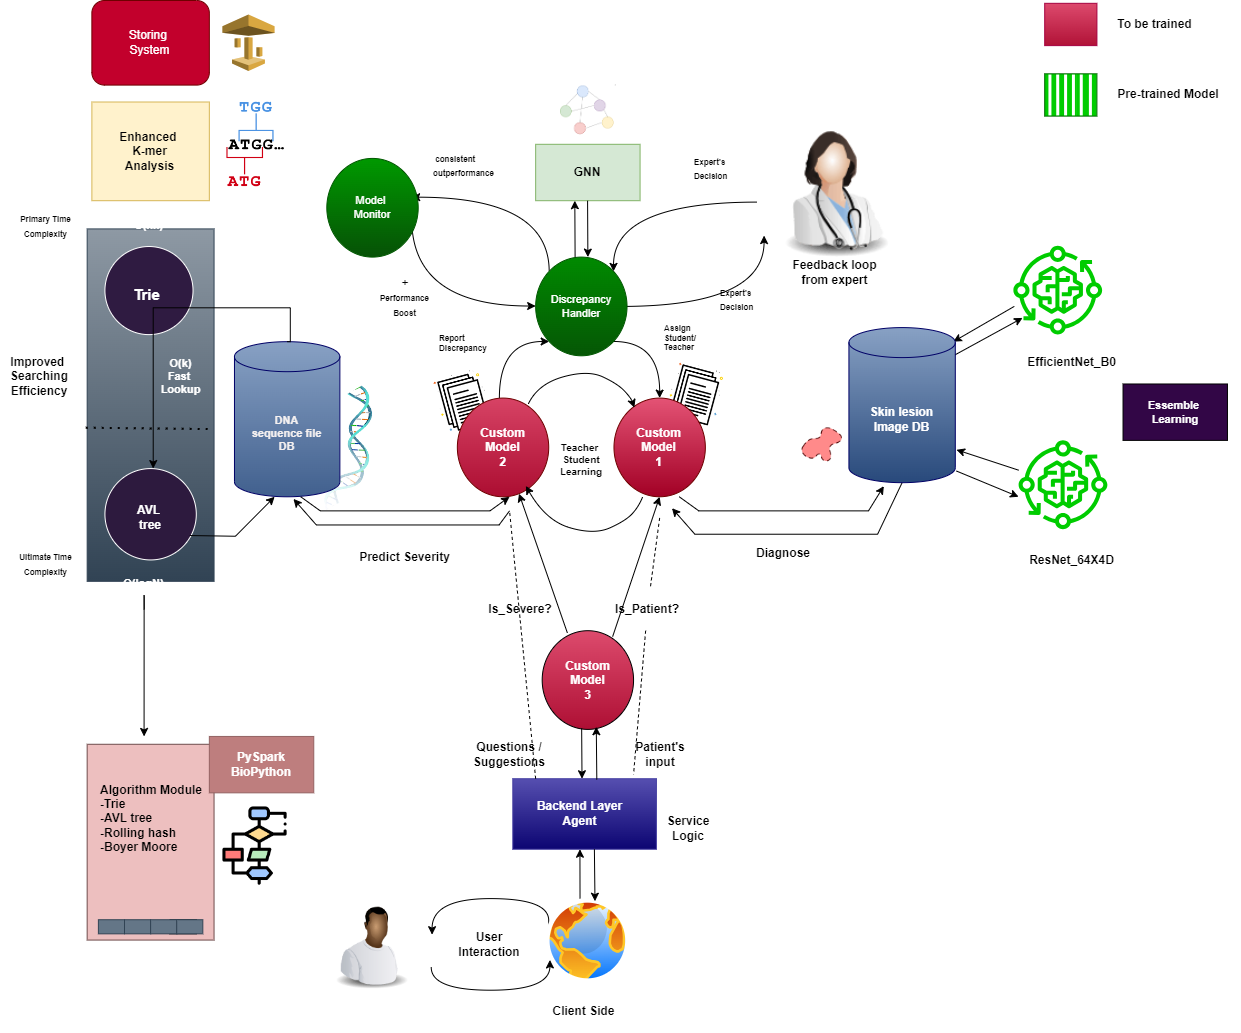 Storing
System
To be trained
Pre-trained Model
TGG
ATGG...
ATG
Enhanced
K-mer
Analysis
consistent
outperformance
GNN
Expert's
Decision
Model
Monitor
Primary Time
Complexity
Trie
Feedback loop
from expert
+
Performance
Boost
Discrepancy
Handler
Expert's
Decision
Report
Discrepancy
Assign
Student/
Teacher
Improved
Searching
Efficiency
O(k)
Fast
Lookup
EfficientNet_B0
DNA
sequence file
DB
Custom
Model
2
Teacher
Student
Learning
Custom
Model
1
Skin lesion
Image DB
Essemble
Learning
AVL
tree
Ultimate Time
Complexity
O(logN)
Predict Severity
Diagnose
ResNet_64X4D
Is_Severe?
Is_Patient?
Custom
Model
3
Questions /
Suggestions
Patient's
input
PySpark
BioPython
Algorithm Module
-Trie
-AVL tree
-Rolling hash
-Boyer Moore
Backend Layer
Agent
Service
Logic
User
Interaction
Client Side